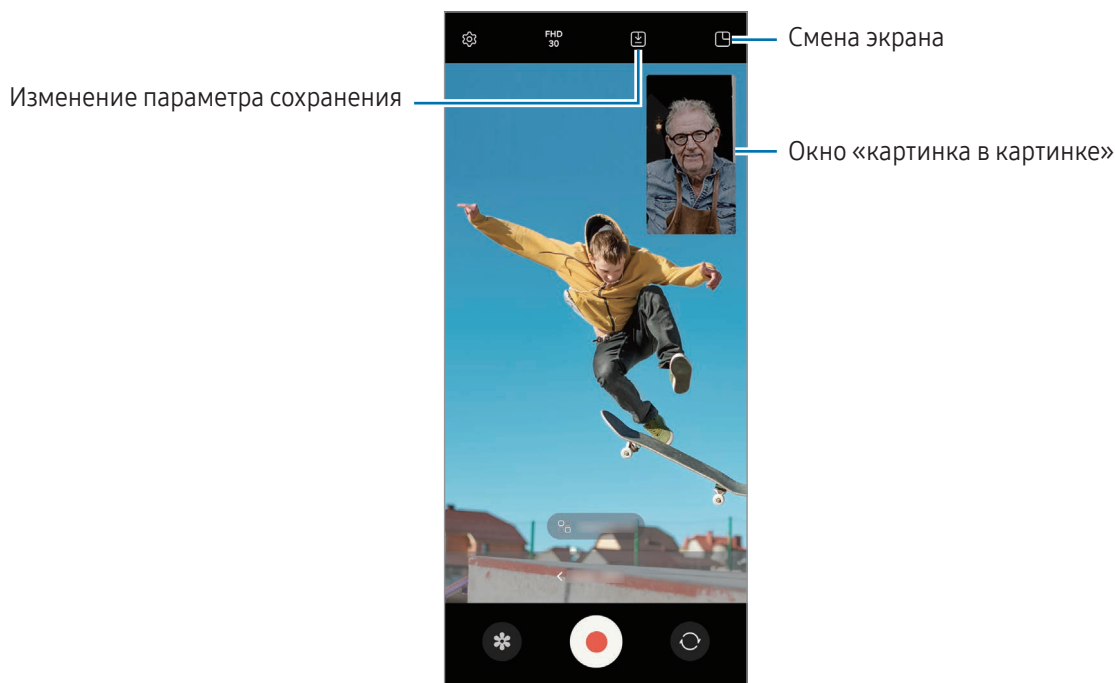 FHD
30
Смена экрана
Изменение параметра сохранения
Окно «картинка в картинке»